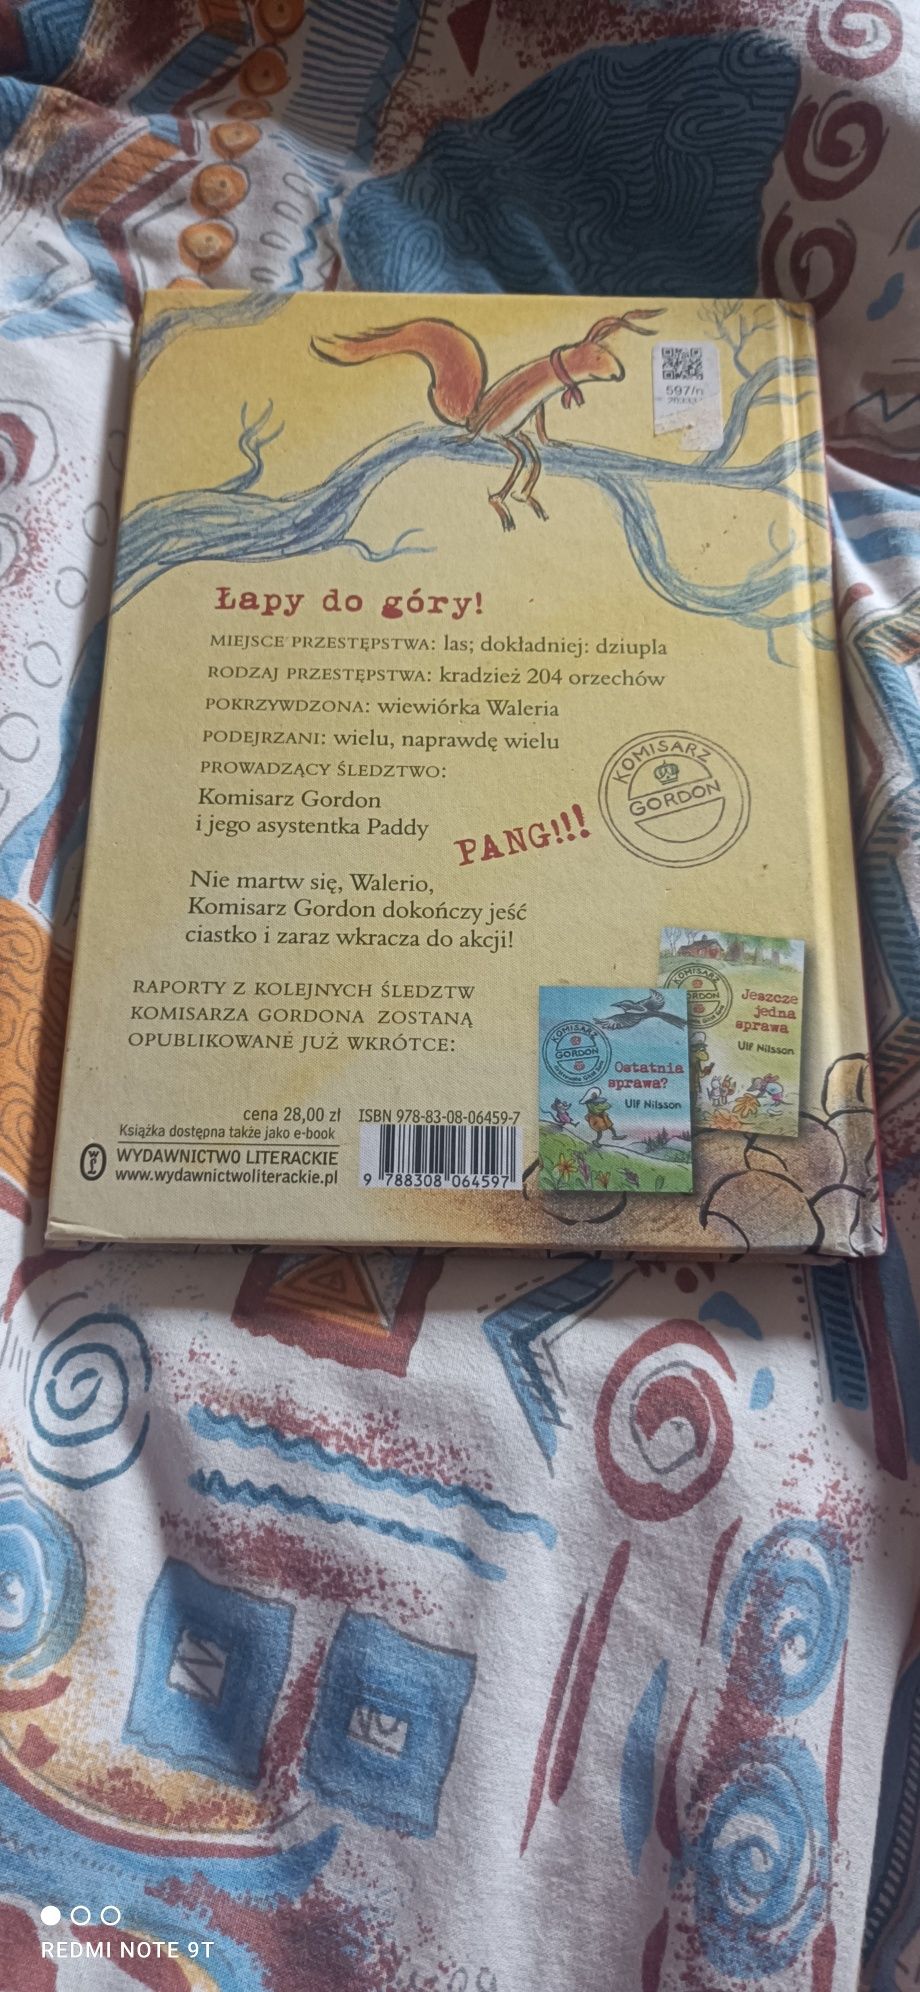 597/n
Łapy do góry!
MIEJSCE PRZESTĘPSTWA: las; dokładniej: dziupla
RODZAJ PRZESTĘPSTWA: kradzież 204 orzechów
POKRZYWDZONA: wiewiórka Waleria
PODEJRZANI: wielu, naprawdę wielu
PROWADZĄCY ŚLEDZTWO:
Komisarz Gordon
i jego asystentka Paddy
PANG!!!
KOMISARZ
GORDON
Nie martw się, Walerio,
Komisarz Gordon dokończy jeść
ciastko i zaraz wkracza do akcji!
RAPORTY Z KOLEJNYCH ŚLEDZTW
KOMISARZA GORDONA ZOSTANĄ
OPUBLIKOWANE JUŻ WKRÓTCE:
KOMISARZ
GORDON
Ostatnia
sprawa?
Ulf Nilsson
KOMISARZ
GORDON
Jeszcze
jedna
sprawa
Ulf Nilsson
cena 28,00 zł
Książka dostępna także jako e-book
WYDAWNICTWO LITERACKIE
www.wydawnictwoliterackie.pl
ISBN 978-83-08-06459-7
9 788308 064597
REDMI NOTE 9T